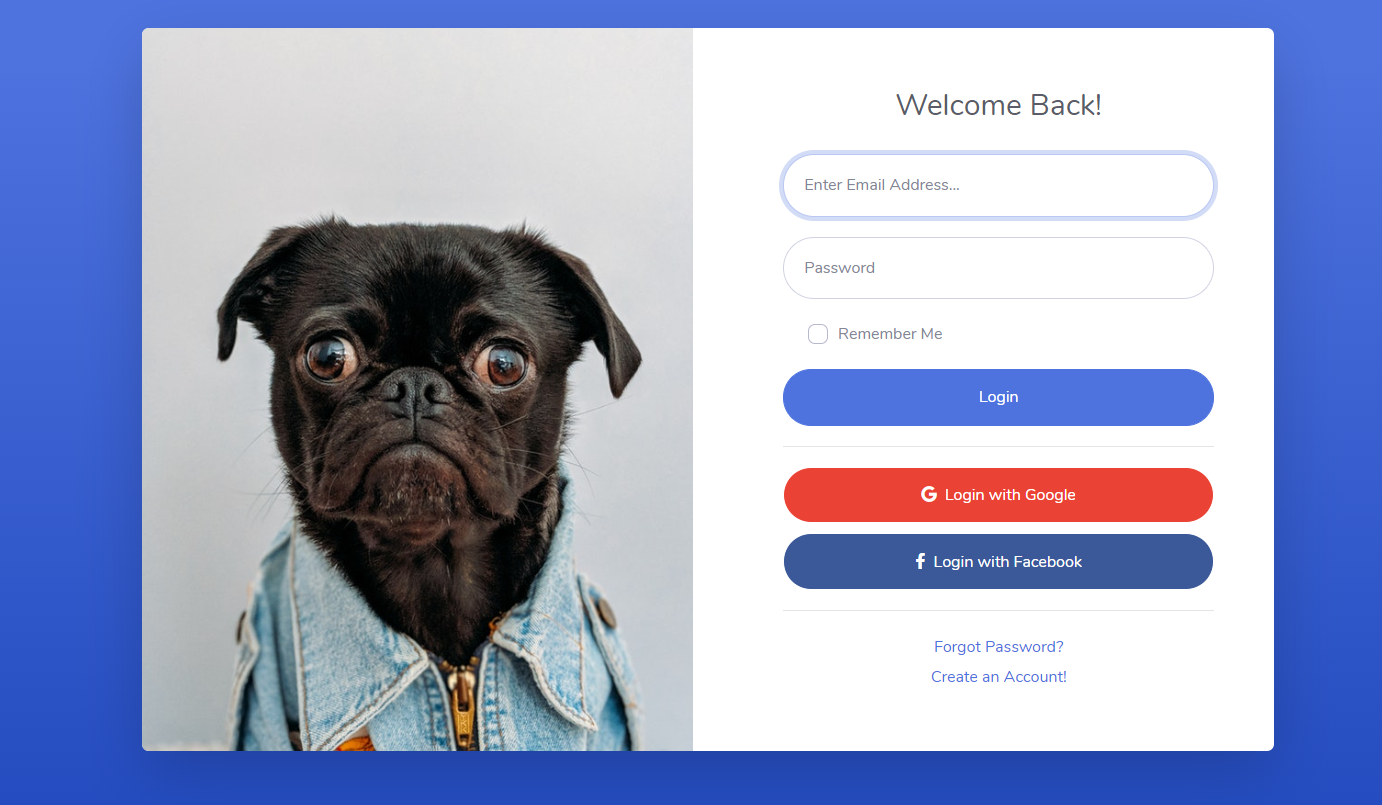 Welcome Back!
Enter Email Address...
Password
Remember Me
Login
Login with Google
Login with Facebook
Forgot Password?
Create an Account!